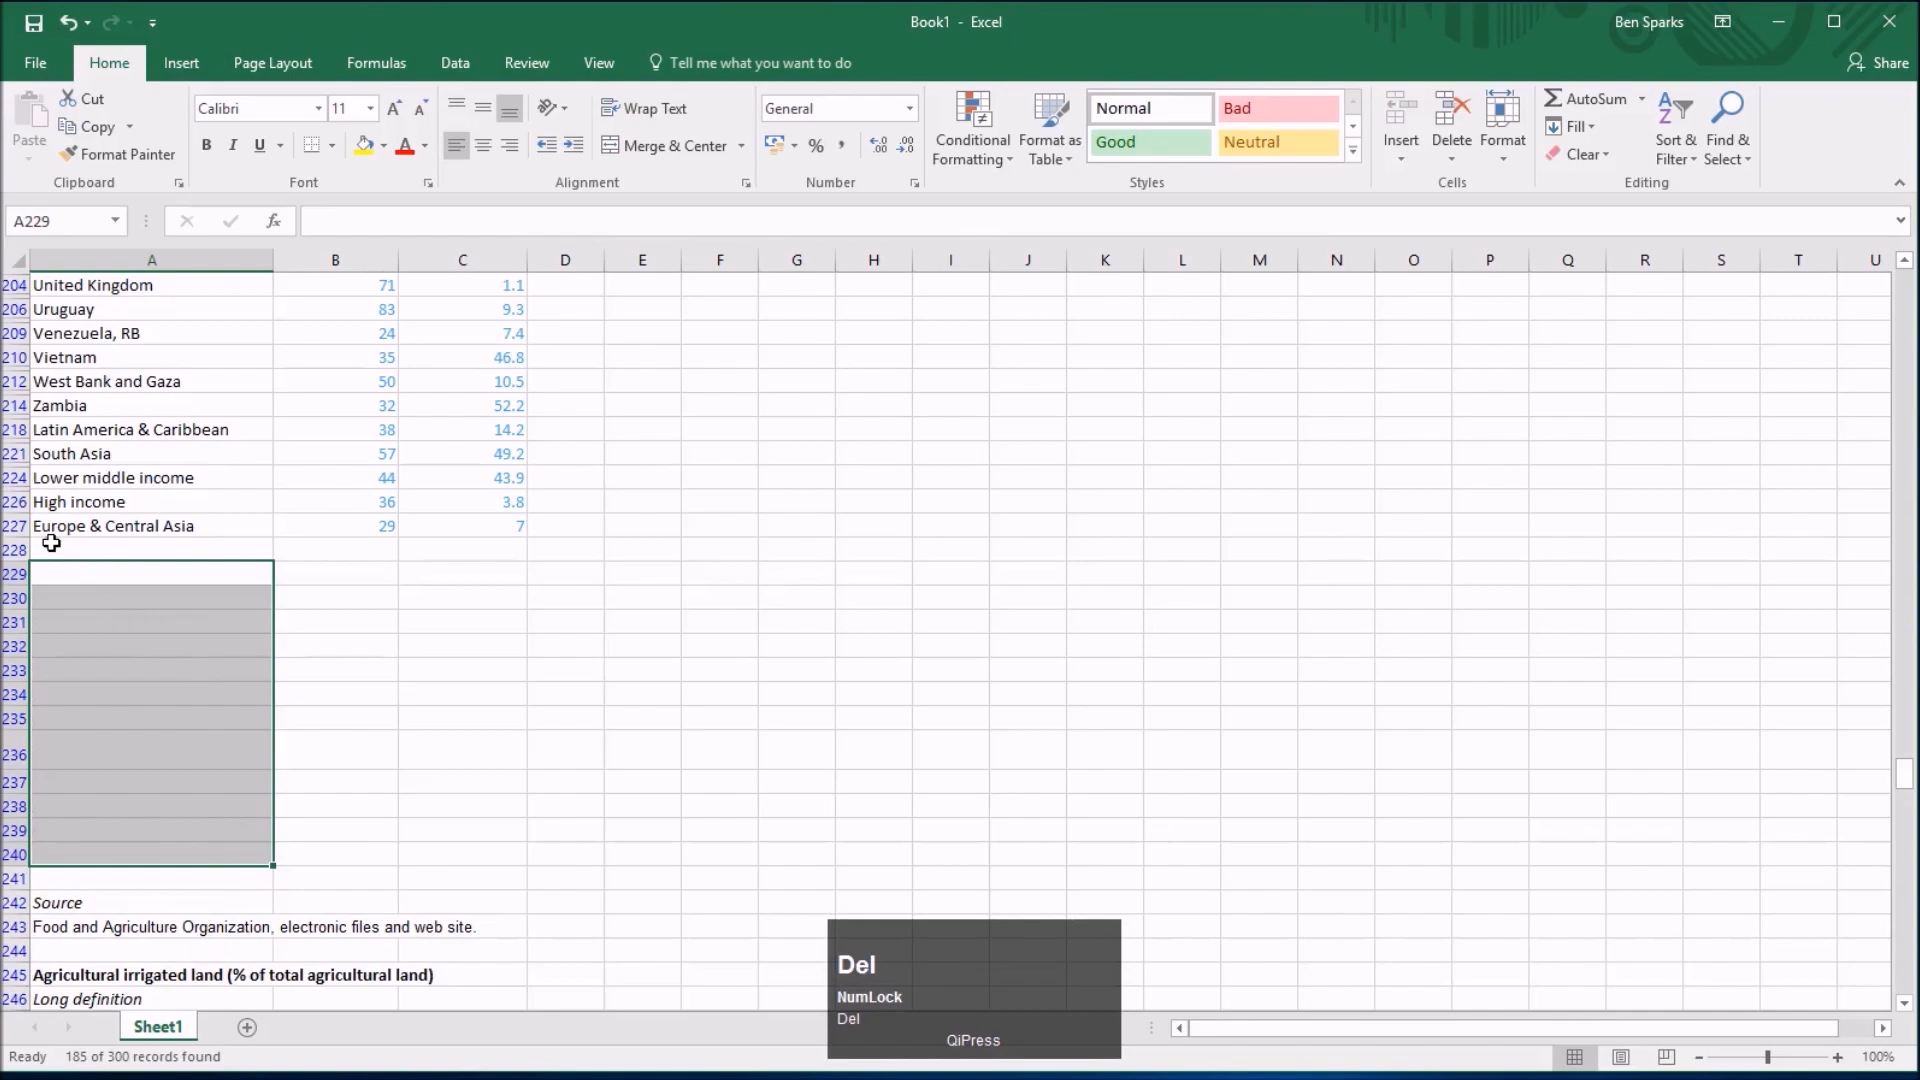 Book1 - Excel
Ben Sparks
File Home Insert Page Layout Formulas Data Review View Tell me what you want to do Share
Paste
Cut
Copy
Format Painter
Clipboard
Calibri 11 A A
B I U A
Font
Wrap Text
Merge & Center
Alignment
General
% , .00 .0
Number
Conditional Formatting
Format as Table
Normal Bad
Good Neutral
Styles
Insert Delete Format
Cells
AutoSum
Fill
Clear
Sort & Filter
Find & Select
Editing
A229 fx
A B C D E F G H I J K L M N O P Q R S T U
204 United Kingdom 71 1.1
206 Uruguay 83 9.3
209 Venezuela, RB 24 7.4
210 Vietnam 35 46.8
212 West Bank and Gaza 50 10.5
214 Zambia 32 52.2
218 Latin America & Caribbean 38 14.2
221 South Asia 57 49.2
224 Lower middle income 44 43.9
226 High income 36 3.8
227 Europe & Central Asia 29 7
228
229
230
231
232
233
234
235
236
237
238
239
240
241
242 Source
243 Food and Agriculture Organization, electronic files and web site.
244
245 Agricultural irrigated land (% of total agricultural land)
246 Long definition
Del
NumLock
Del
QiPress
Sheet1
Ready 185 of 300 records found 100%